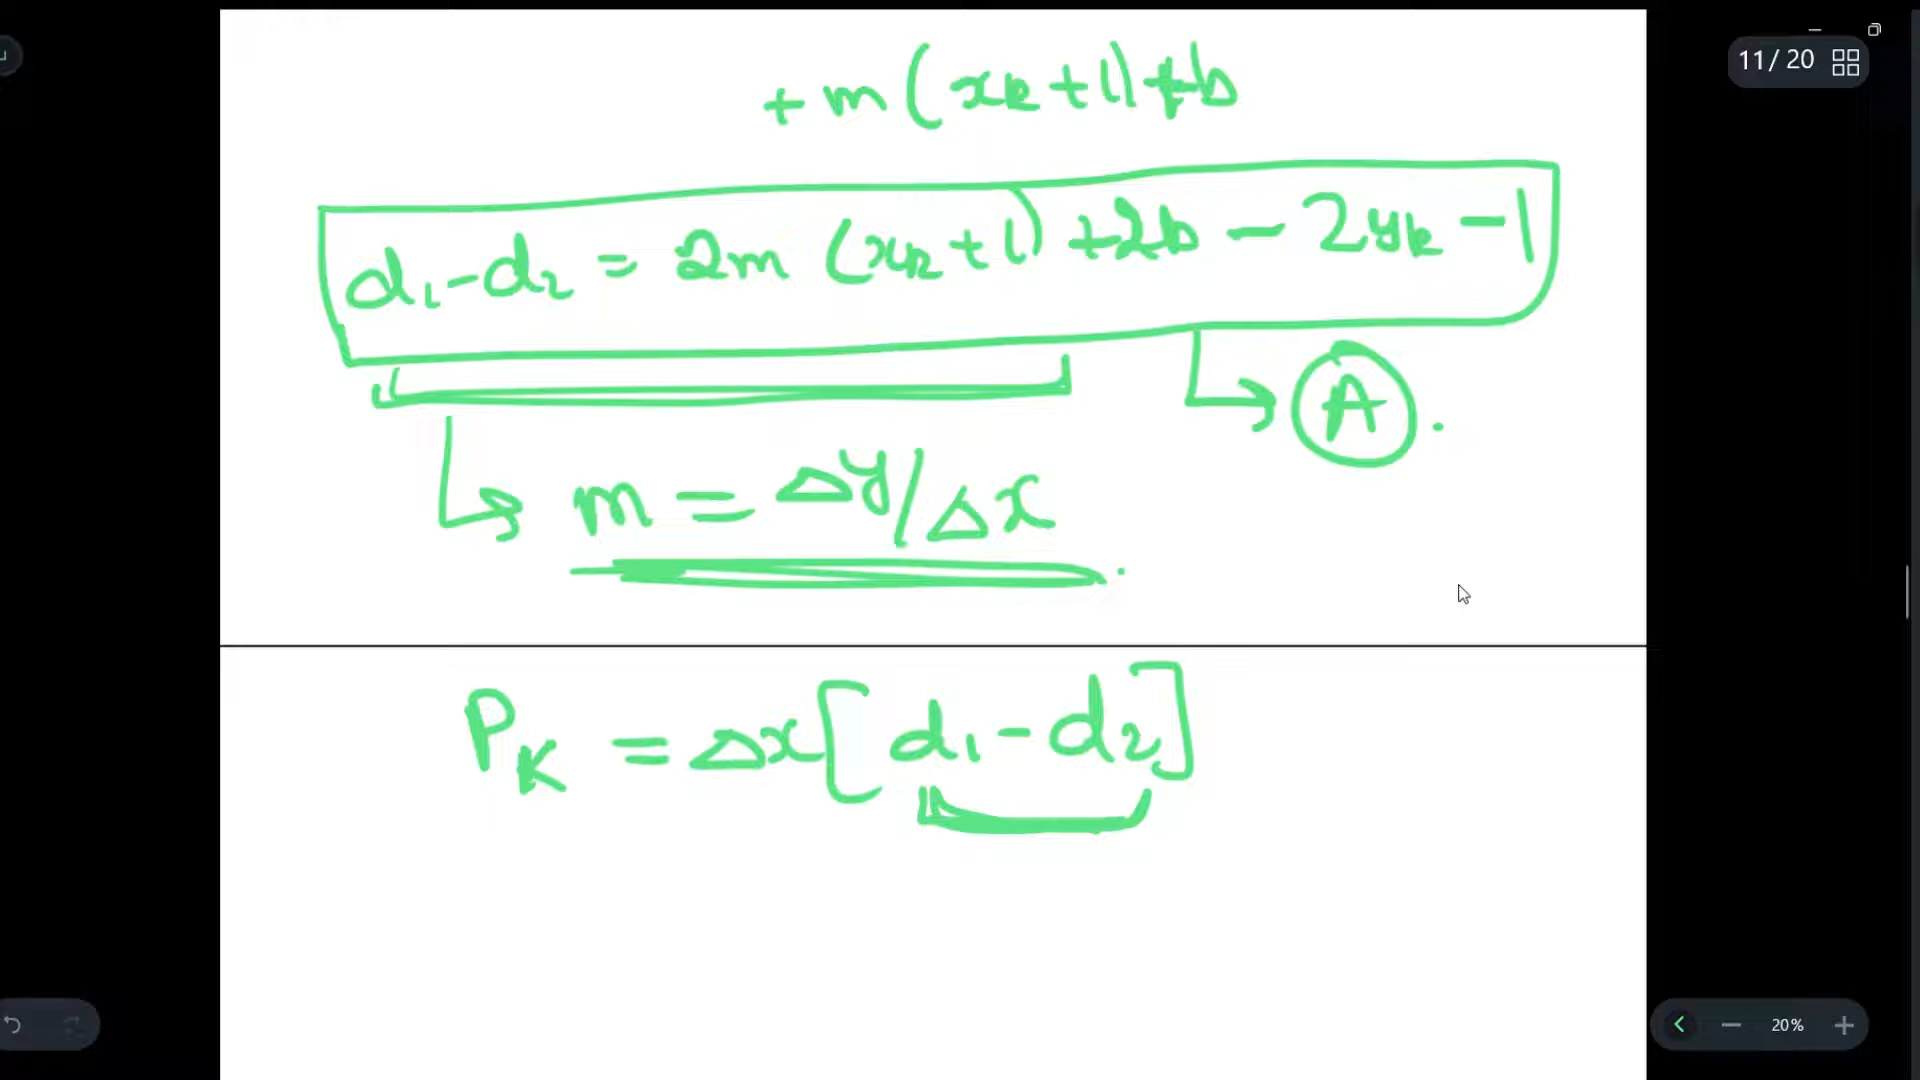 11 / 20
+ m (xk + 1) + b
d1 - d2 = 2m (xk + 1) + 2b - 2yk - 1
A .
m = Δy/Δx .
PK = Δx[d1 - d2]
20%